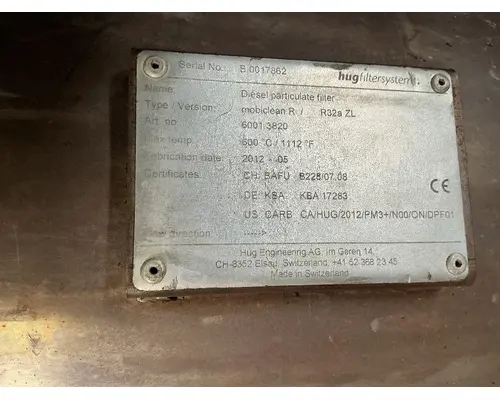 Serial No.: B 0017862
hugfiltersystems.
Name: Diesel particulate filter
Type / Version: mobiclean R / R32a ZL
Art. no 6001 3820
Max temp. 600 °C / 1112 °F
Fabrication date: 2012 - 05
Certificates CH: BAFU B228/07.08
DE: KBA KBA 17263
CE
US: CARB CA/HUG/2012/PM3+/N00/ON/DPF01
Flow direction: ----->
Hug Engineering AG, Im Geren 14,
CH-8352 Elsau, Switzerland, +41 52 368 23 45
Made in Switzerland